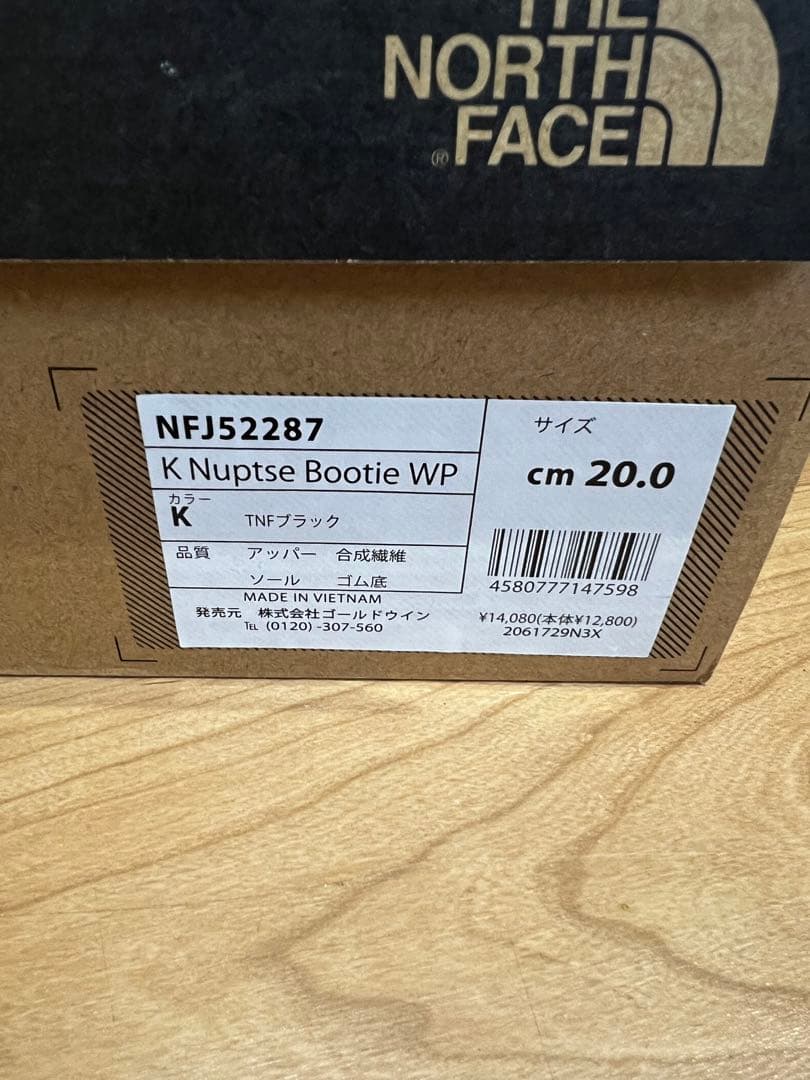 THE
NORTH
FACE
®
NFJ52287
K Nuptse Bootie WP
カラー
K TNFブラック
品質 アッパー 合成繊維
ソール ゴム底
MADE IN VIETNAM
発売元 株式会社ゴールドウイン
TEL (0120) -307-560
サイズ
cm 20.0
4580777147598
¥14,080(本体¥12,800)
2061729N3X